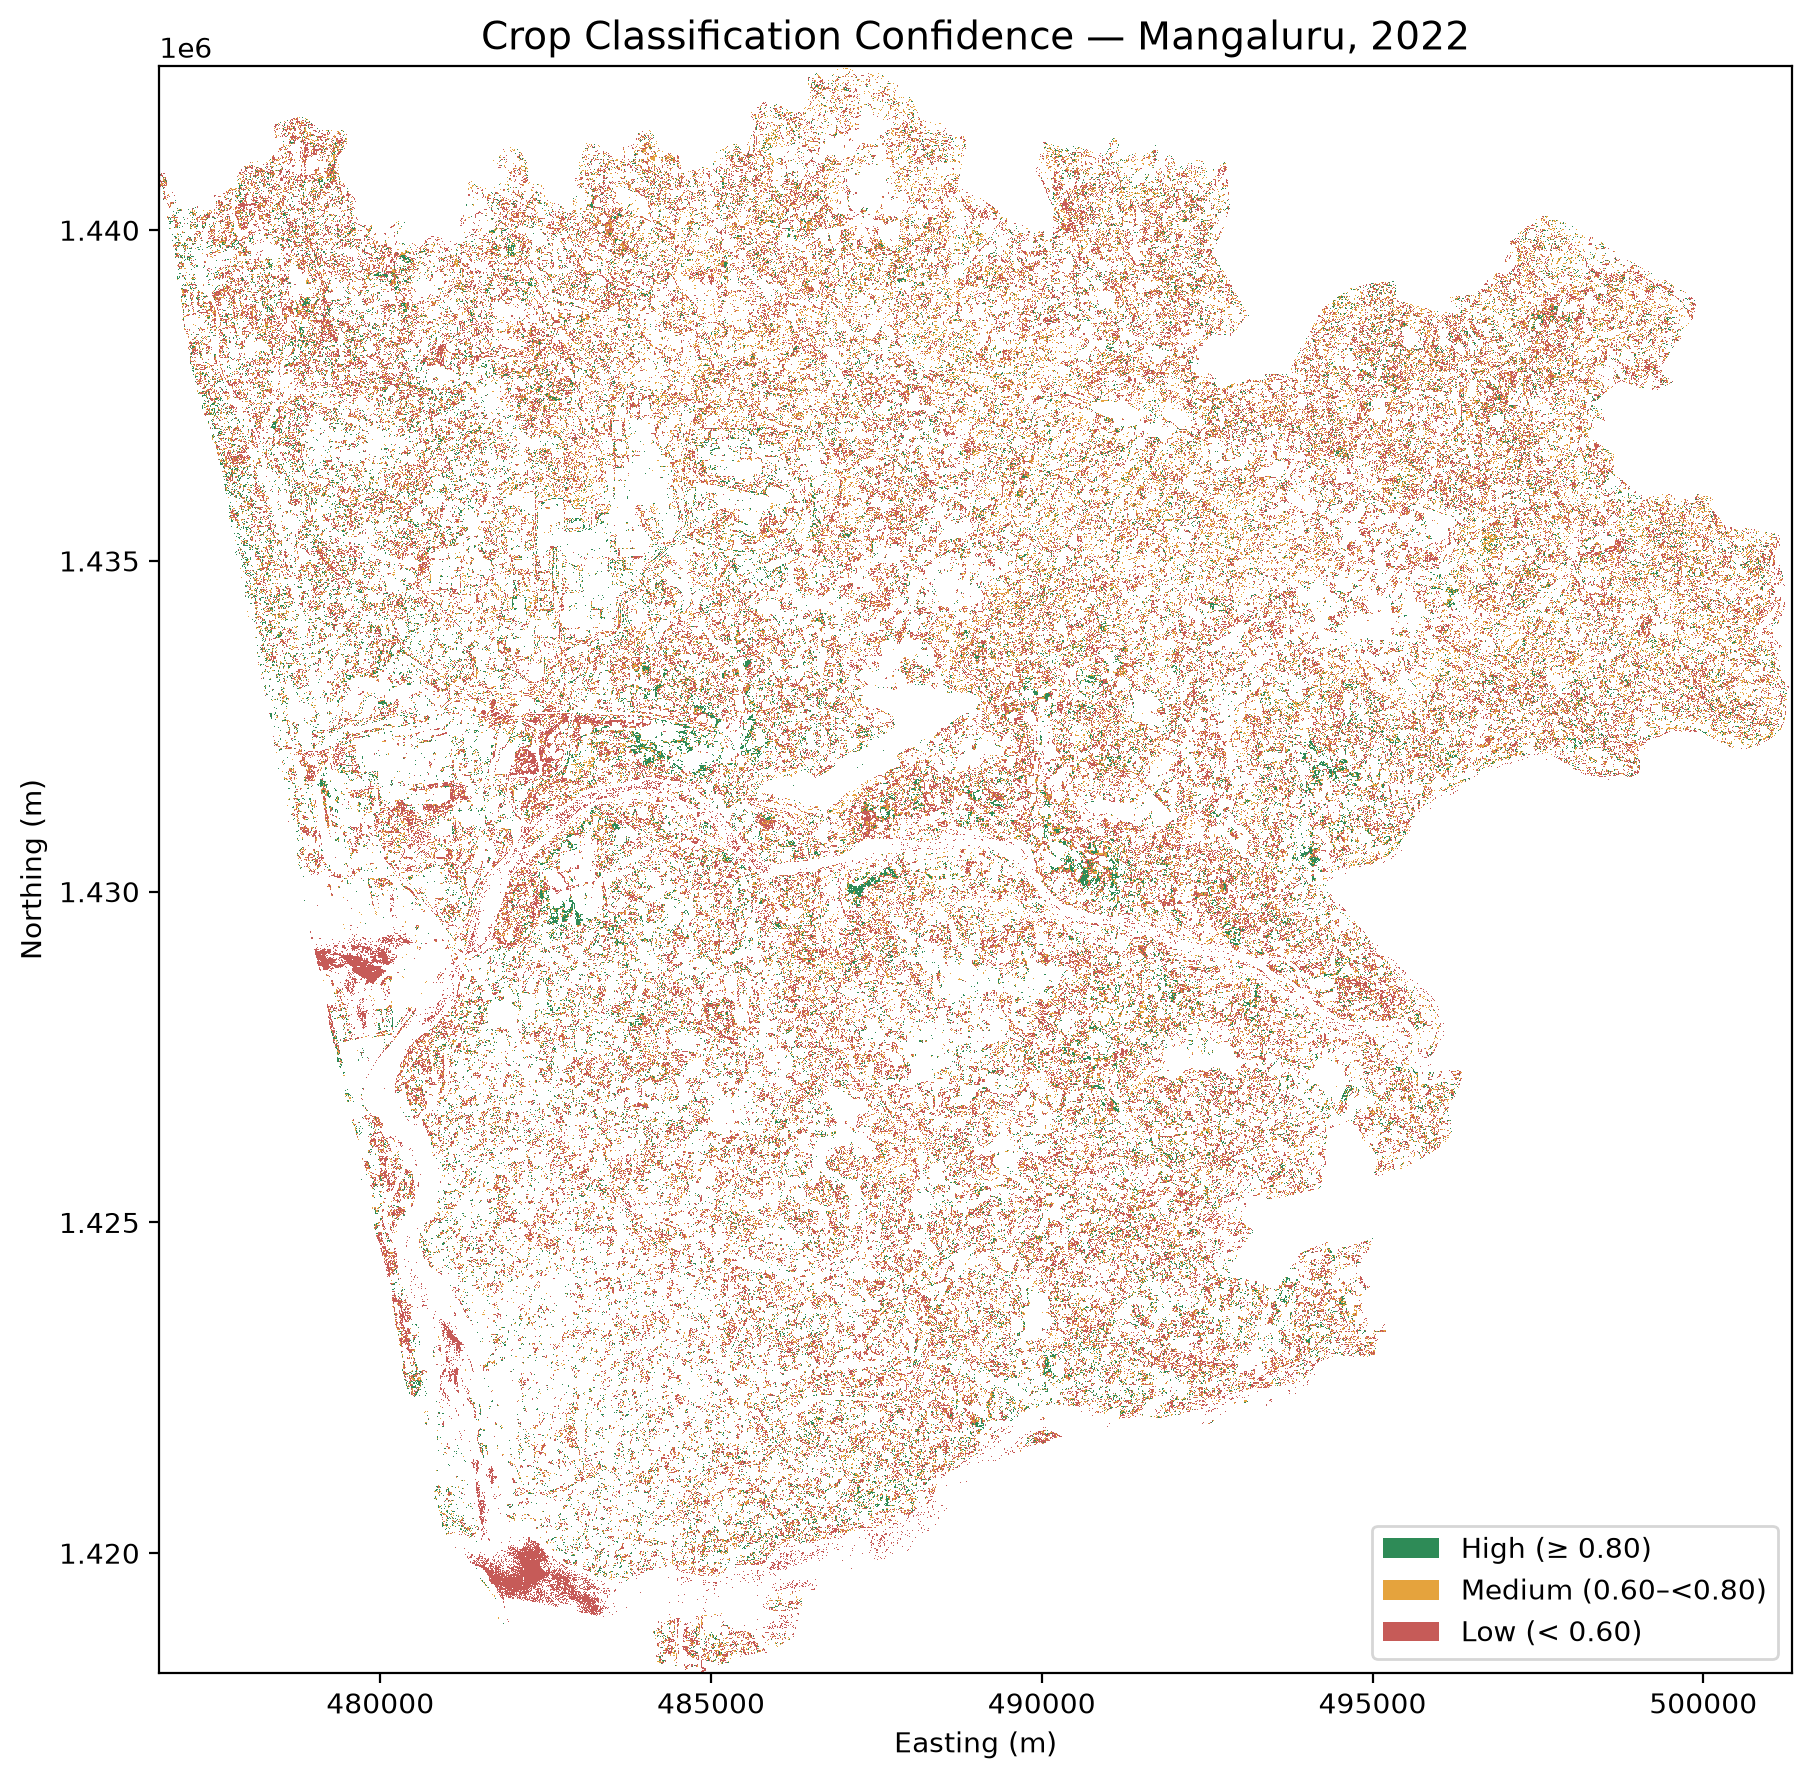 Crop Classification Confidence — Mangaluru, 2022
1e6
1.440
1.435
1.430
1.425
1.420
Northing (m)
480000
485000
490000
495000
500000
Easting (m)
High (≥ 0.80)
Medium (0.60–<0.80)
Low (< 0.60)